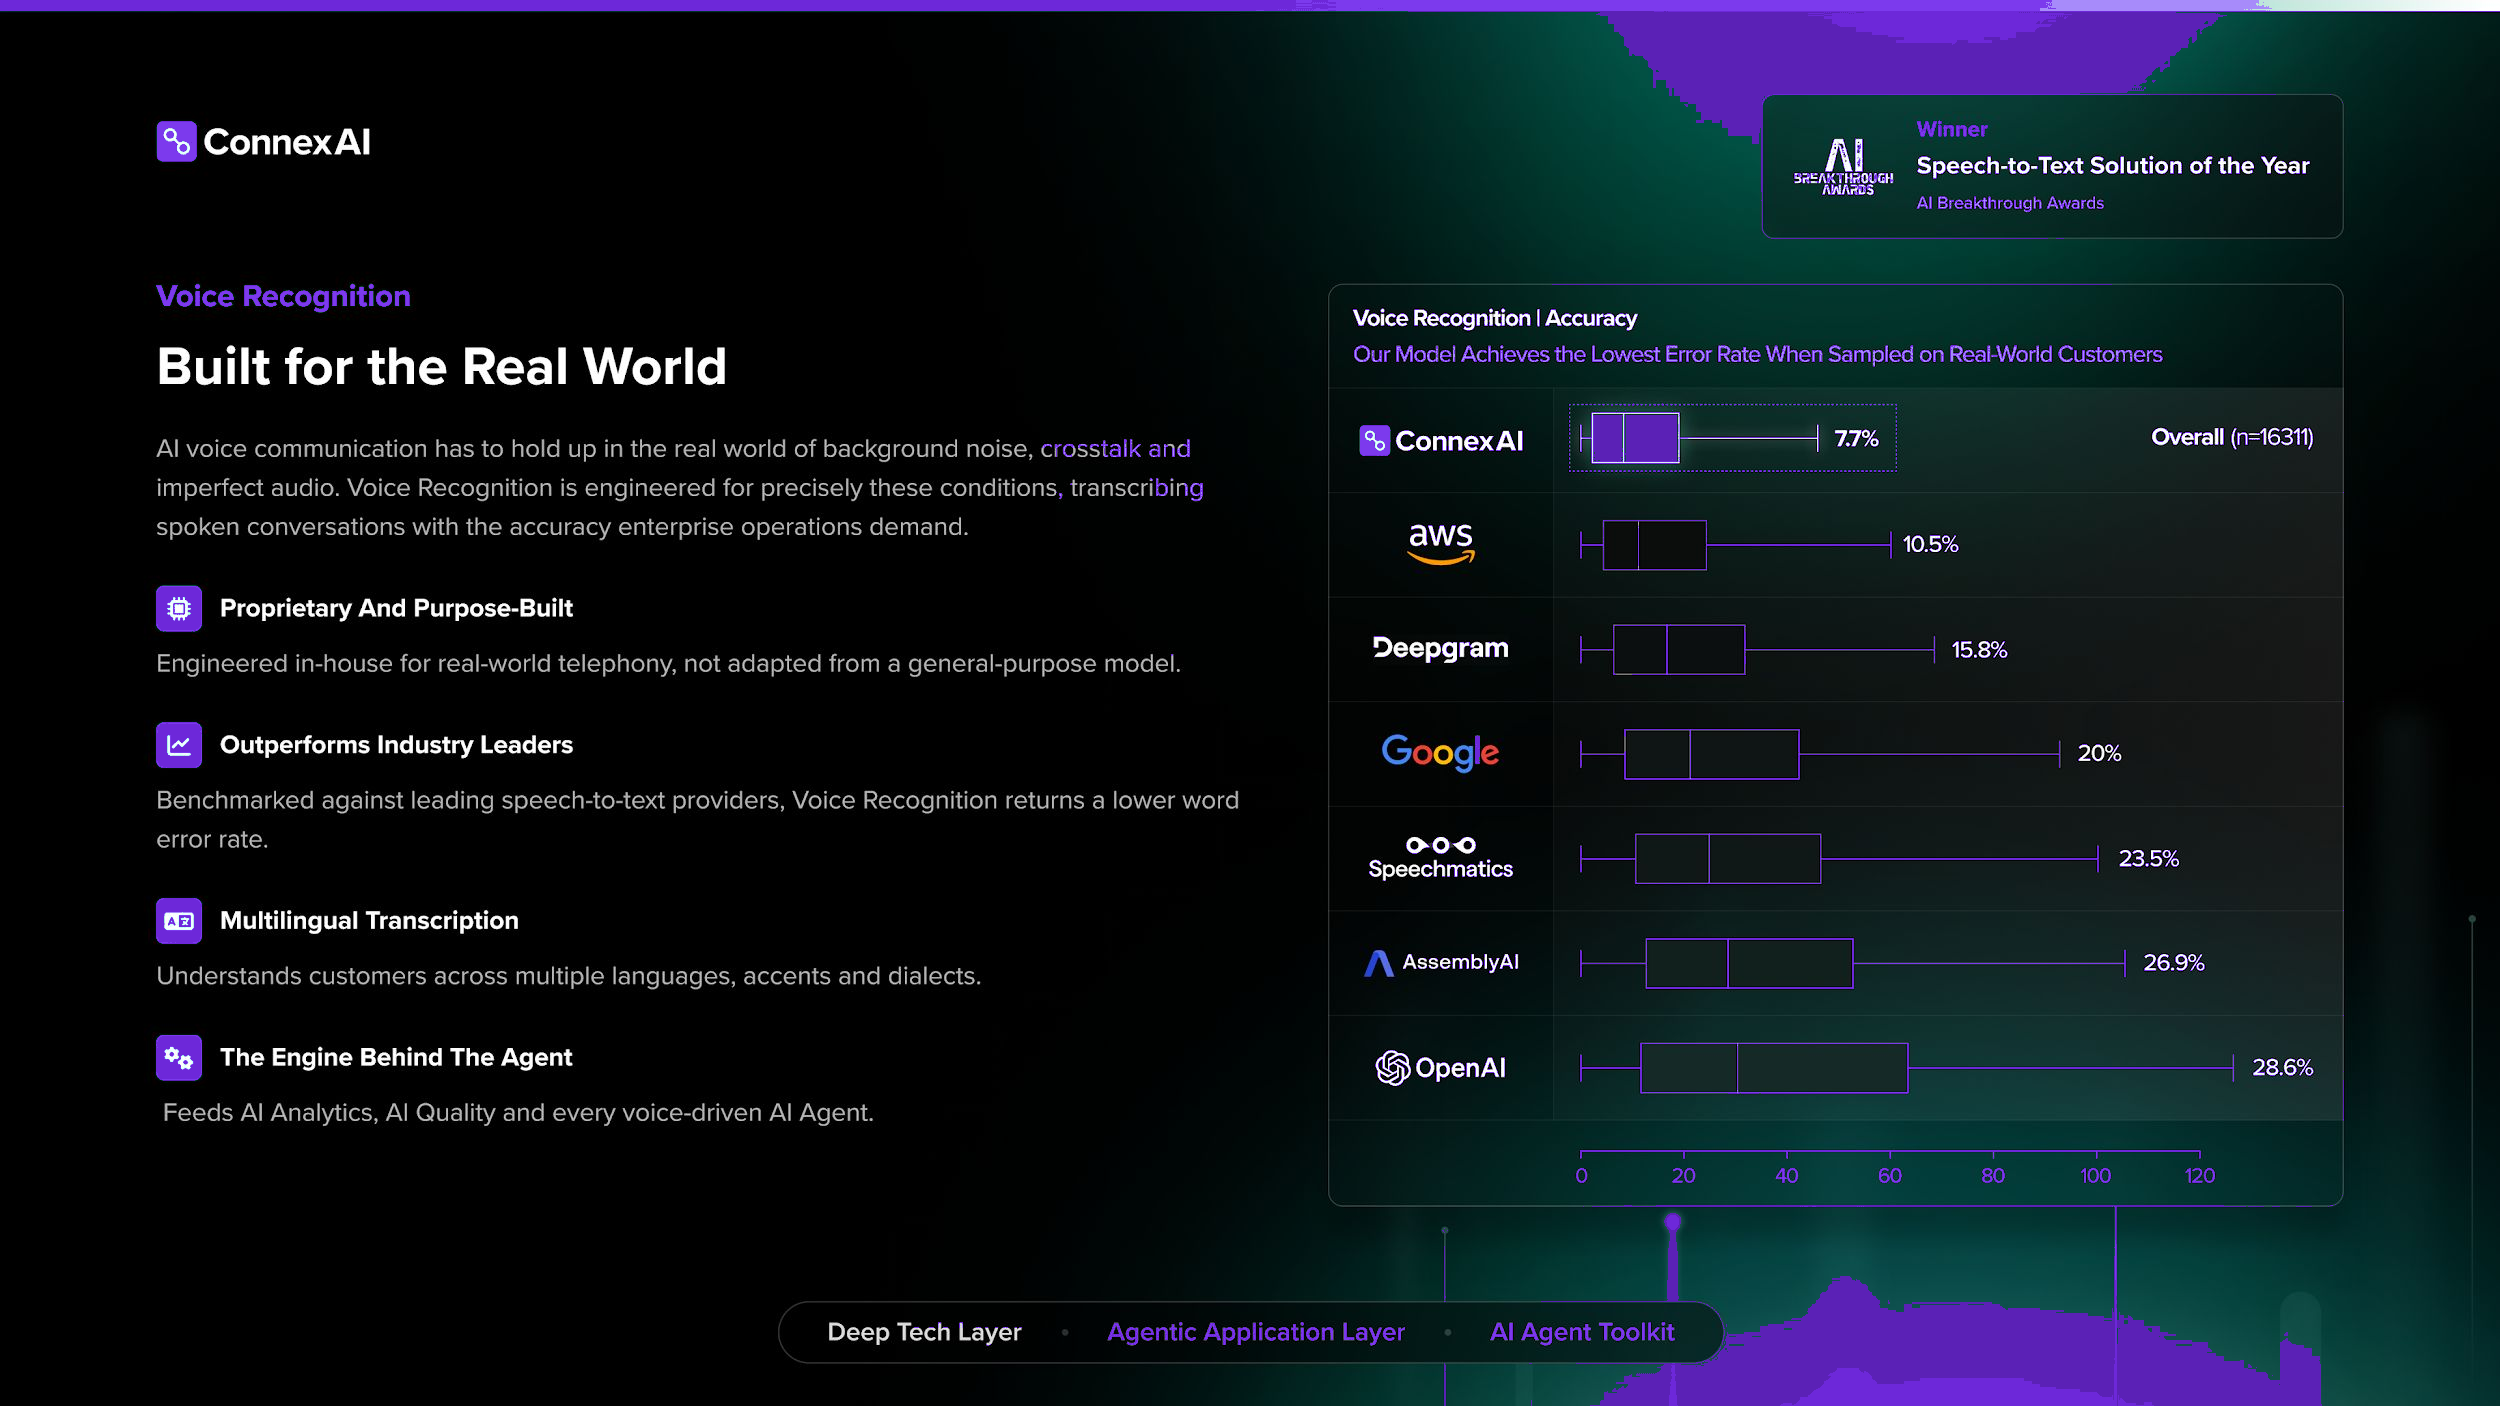 ConnexAI
AI
BREAKTHROUGH
AWARDS
Winner
Speech-to-Text Solution of the Year
AI Breakthrough Awards
Voice Recognition
Built for the Real World
AI voice communication has to hold up in the real world of background noise, crosstalk and
imperfect audio. Voice Recognition is engineered for precisely these conditions, transcribing
spoken conversations with the accuracy enterprise operations demand.
Proprietary And Purpose-Built
Engineered in-house for real-world telephony, not adapted from a general-purpose model.
Outperforms Industry Leaders
Benchmarked against leading speech-to-text providers, Voice Recognition returns a lower word
error rate.
Multilingual Transcription
Understands customers across multiple languages, accents and dialects.
The Engine Behind The Agent
Feeds AI Analytics, AI Quality and every voice-driven AI Agent.
Voice Recognition | Accuracy
Our Model Achieves the Lowest Error Rate When Sampled on Real-World Customers
ConnexAI 7.7% Overall (n=16311)
aws 10.5%
Deepgram 15.8%
Google 20%
Speechmatics 23.5%
AssemblyAI 26.9%
OpenAI 28.6%
0 20 40 60 80 100 120
Deep Tech Layer • Agentic Application Layer • AI Agent Toolkit